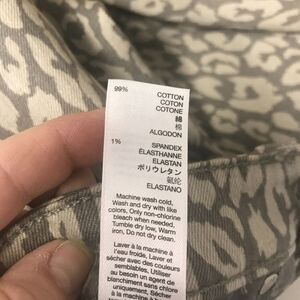 99% COTTON
COTON
COTONE
綿
棉
ALGODON
1% SPANDEX
ÉLASTHANNE
ELASTAN
ポリウレタン
氨纶
ELASTANO
Machine wash cold,
Wash and dry with like
colors, Only non-chlorine
bleach when needed,
Tumble dry low, Warm
iron, Do not dry clean.
Laver à la machine à
l'eau froide, Laver et
sécher avec des couleurs
semblables, Utiliser
au besoin un agent de
blanchiment sans chlore
uniquement, Sécher à
machine